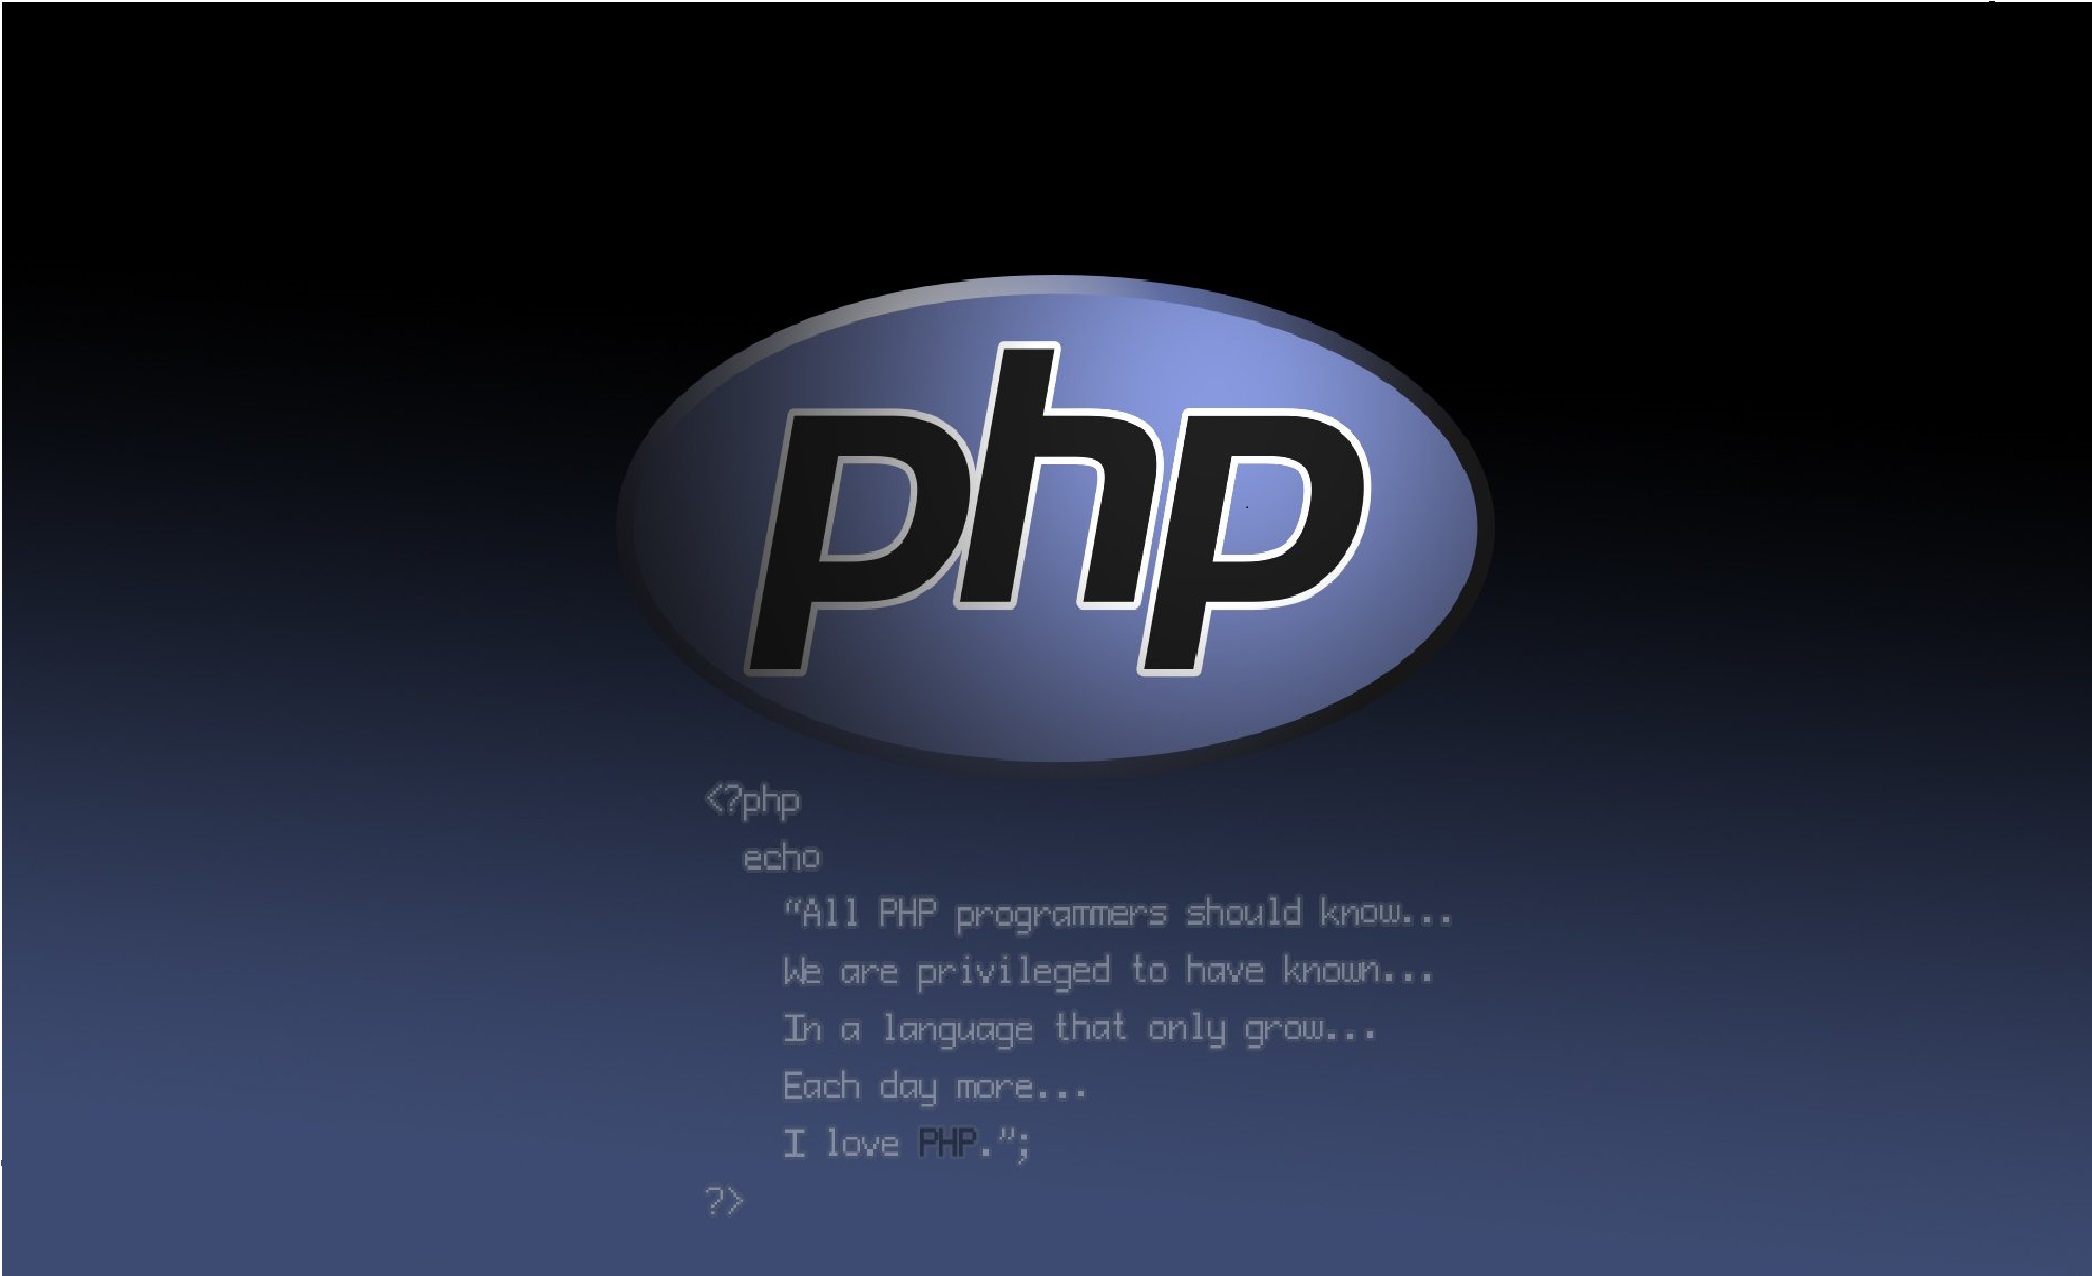 php
<?php
echo
“All PHP programmers should know...
We are privileged to have known...
In a language that only grow...
Each day more...
I love PHP.”;
?>